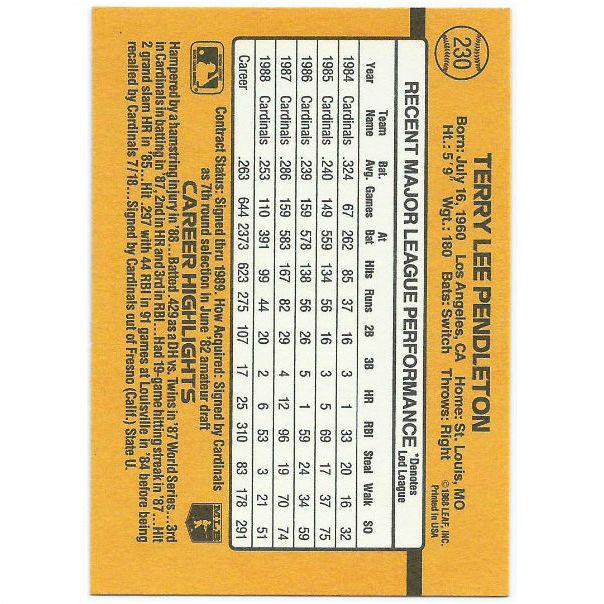 230
TERRY LEE PENDLETON
Born: July 16, 1960 Los Angeles, CA Home: St. Louis, MO
Ht.: 5'9" Wgt.: 180 Bats: Switch Throws: Right
©1988 LEAF, INC.
Printed in USA
RECENT MAJOR LEAGUE PERFORMANCE *Denotes Led League
Year Team Name Bat. Avg. Games At Bat Hits Runs 2B 3B HR RBI Steal Walk SO
1984 Cardinals .324 67 262 85 37 16 3 1 33 20 16 32
1985 Cardinals .240 149 559 134 56 16 3 5 69 17 37 75
1986 Cardinals .239 159 578 138 56 26 5 1 59 24 34 59
1987 Cardinals .286 159 583 167 82 29 4 12 96 19 70 74
1988 Cardinals .253 110 391 99 44 20 2 6 53 3 21 51
Career .263 644 2373 623 275 107 17 25 310 83 178 291
Contract Status: Signed thru 1989. How Acquired: Signed by Cardinals
as 7th round selection in June '82 amateur draft
CAREER HIGHLIGHTS
Hampered by a hamstring injury in '88...Batted .429 as a DH vs. Twins in '87 World Series...3rd
in Cardinals in batting in '87, 2nd in HR and 3rd in RBI...Had 19-game hitting streak in '87...Hit
2 grand slam HR in '85...Hit .297 with 44 RBI in 91 games at Louisville in '84 before being
recalled by Cardinals 7/18...Signed by Cardinals out of Fresno (Calif.) State U.